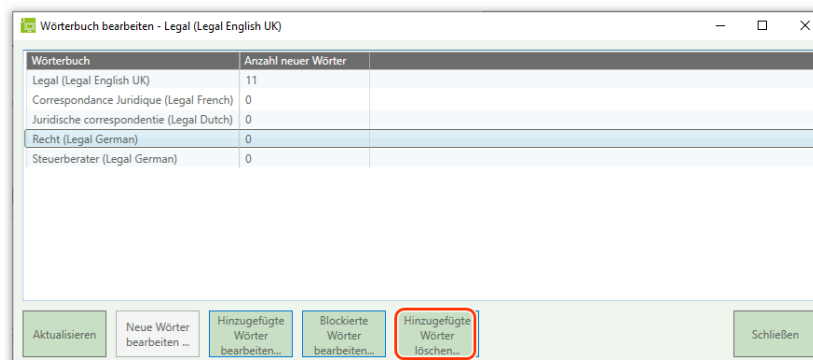 Wörterbuch bearbeiten - Legal (Legal English UK)
Wörterbuch Anzahl neuer Wörter
Legal (Legal English UK) 11
Correspondance Juridique (Legal French) 0
Juridische correspondentie (Legal Dutch) 0
Recht (Legal German) 0
Steuerberater (Legal German) 0
Aktualisieren
Neue Wörter
bearbeiten ...
Hinzugefügte
Wörter
bearbeiten...
Blockierte
Wörter
bearbeiten...
Hinzugefügte
Wörter
löschen...
Schließen